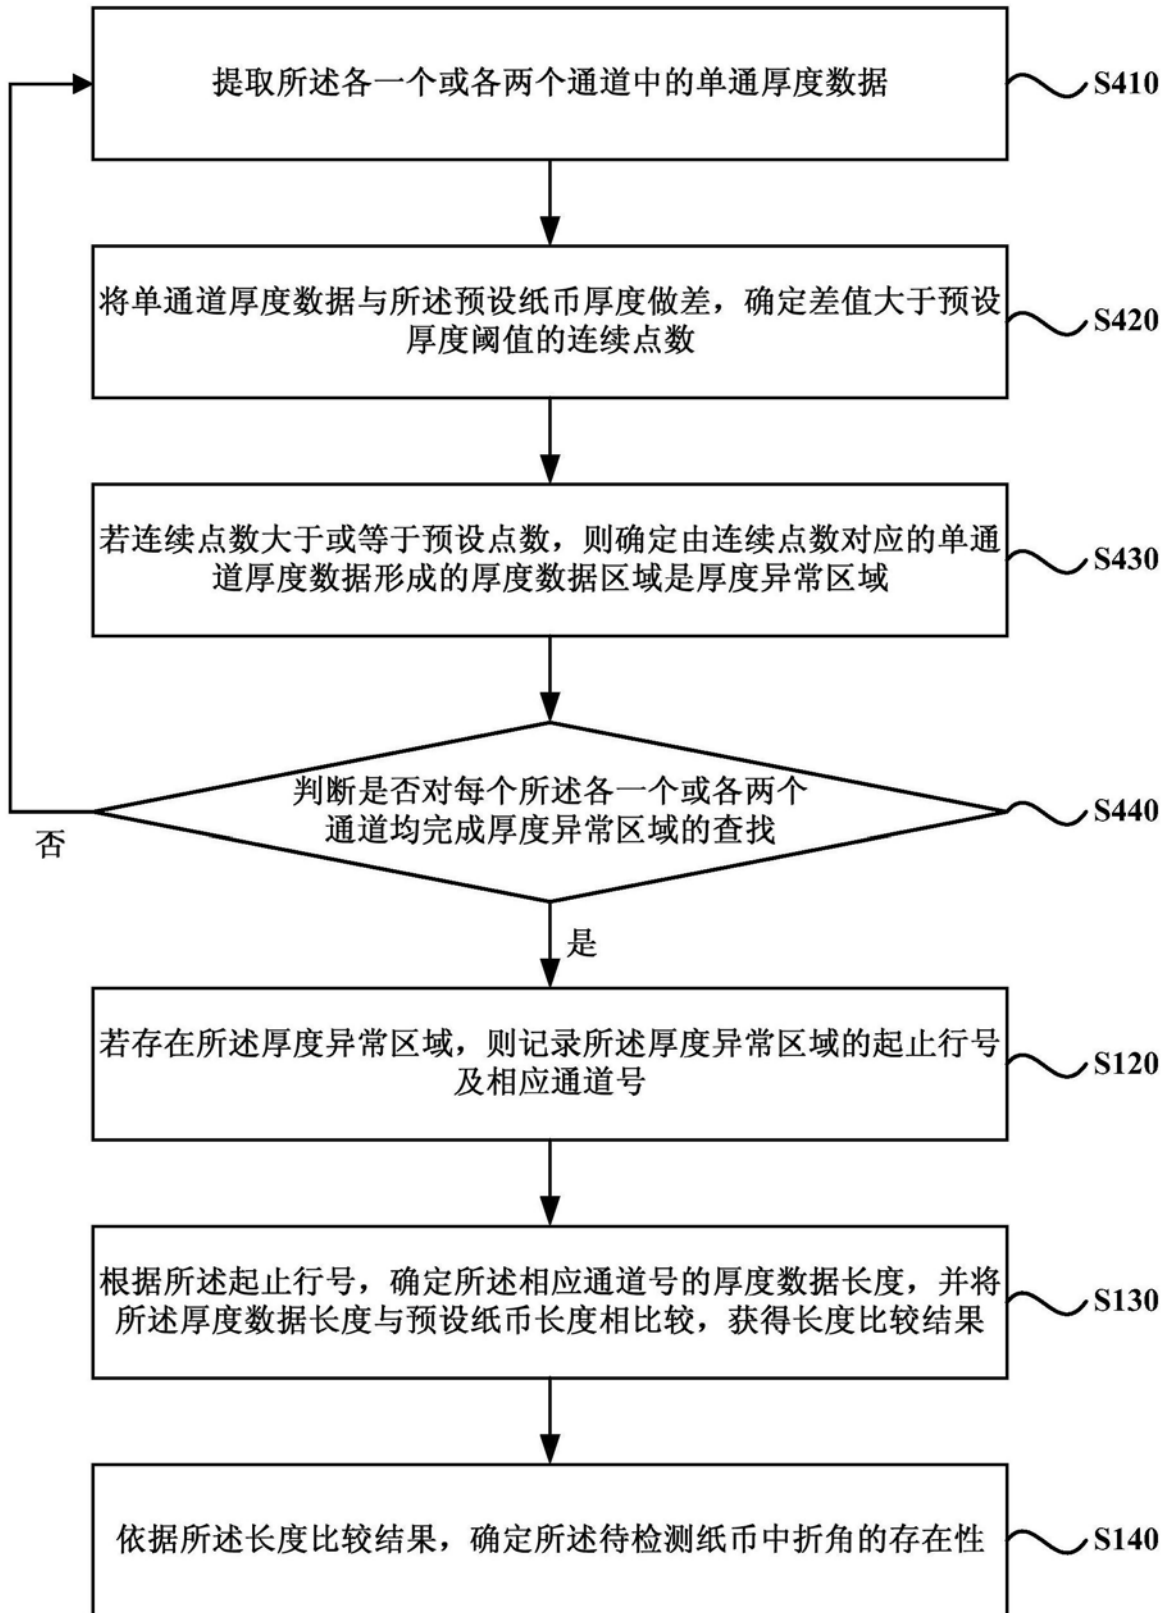 提取所述各一个或各两个通道中的单通厚度数据
S410
将单通道厚度数据与所述预设纸币厚度做差，确定差值大于预设
厚度阈值的连续点数
S420
若连续点数大于或等于预设点数，则确定由连续点数对应的单通
道厚度数据形成的厚度数据区域是厚度异常区域
S430
判断是否对每个所述各一个或各两个
通道均完成厚度异常区域的查找
S440
否
是
若存在所述厚度异常区域，则记录所述厚度异常区域的起止行号
及相应通道号
S120
根据所述起止行号，确定所述相应通道号的厚度数据长度，并将
所述厚度数据长度与预设纸币长度相比较，获得长度比较结果
S130
依据所述长度比较结果，确定所述待检测纸币中折角的存在性
S140